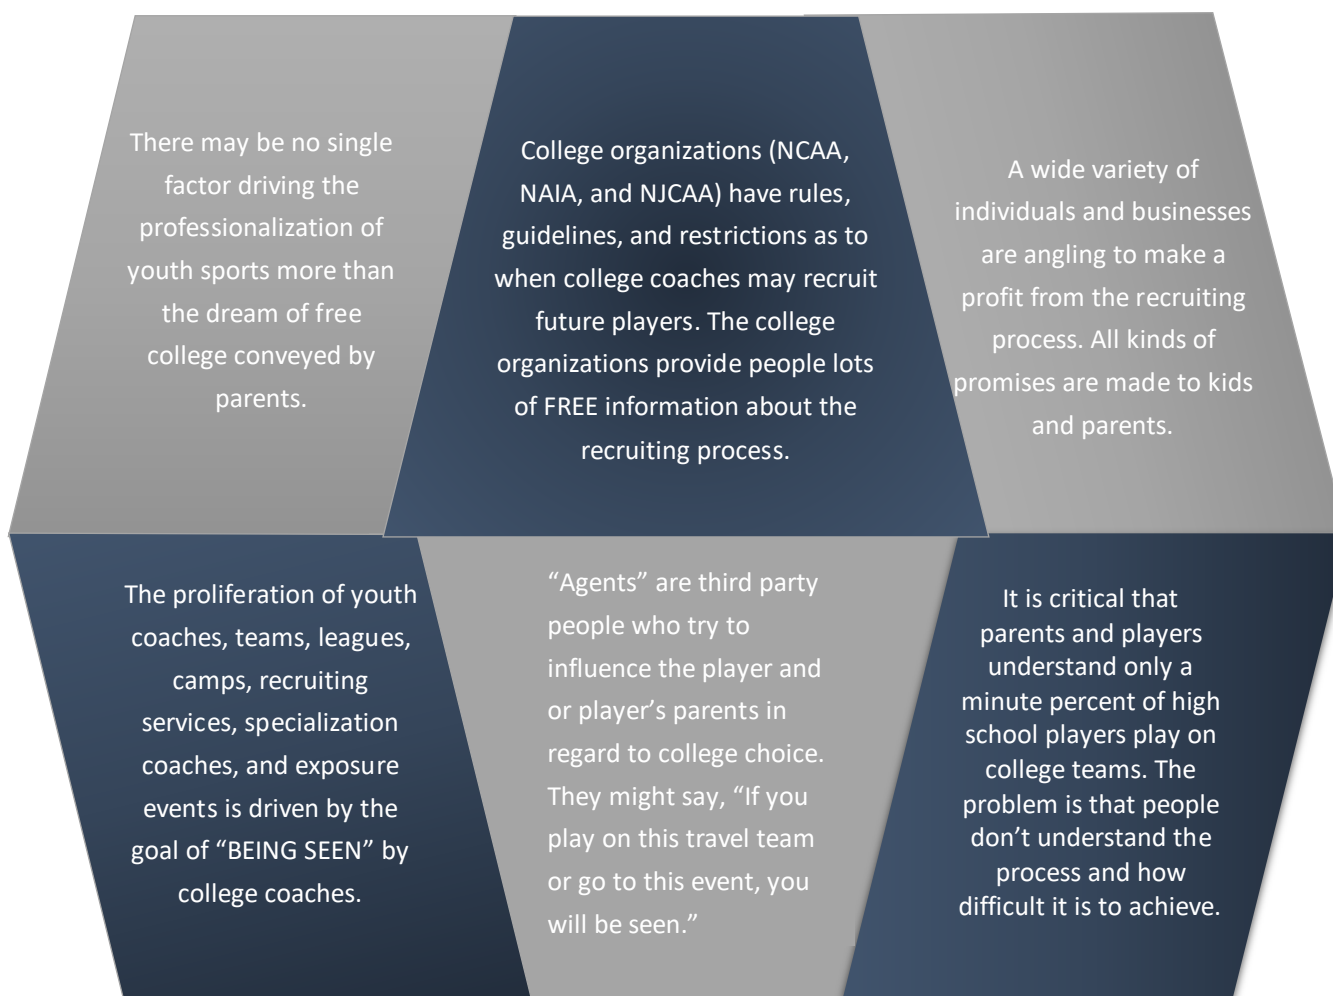 There may be no single
factor driving the
professionalization of
youth sports more than
the dream of free
college conveyed by
parents.
College organizations (NCAA,
NAIA, and NJCAA) have rules,
guidelines, and restrictions as to
when college coaches may recruit
future players. The college
organizations provide people lots
of FREE information about the
recruiting process.
A wide variety of
individuals and businesses
are angling to make a
profit from the recruiting
process. All kinds of
promises are made to kids
and parents.
The proliferation of youth
coaches, teams, leagues,
camps, recruiting
services, specialization
coaches, and exposure
events is driven by the
goal of “BEING SEEN” by
college coaches.
“Agents” are third party
people who try to
influence the player and
or player’s parents in
regard to college choice.
They might say, “If you
play on this travel team
or go to this event, you
will be seen.”
It is critical that
parents and players
understand only a
minute percent of high
school players play on
college teams. The
problem is that people
don’t understand the
process and how
difficult it is to achieve.